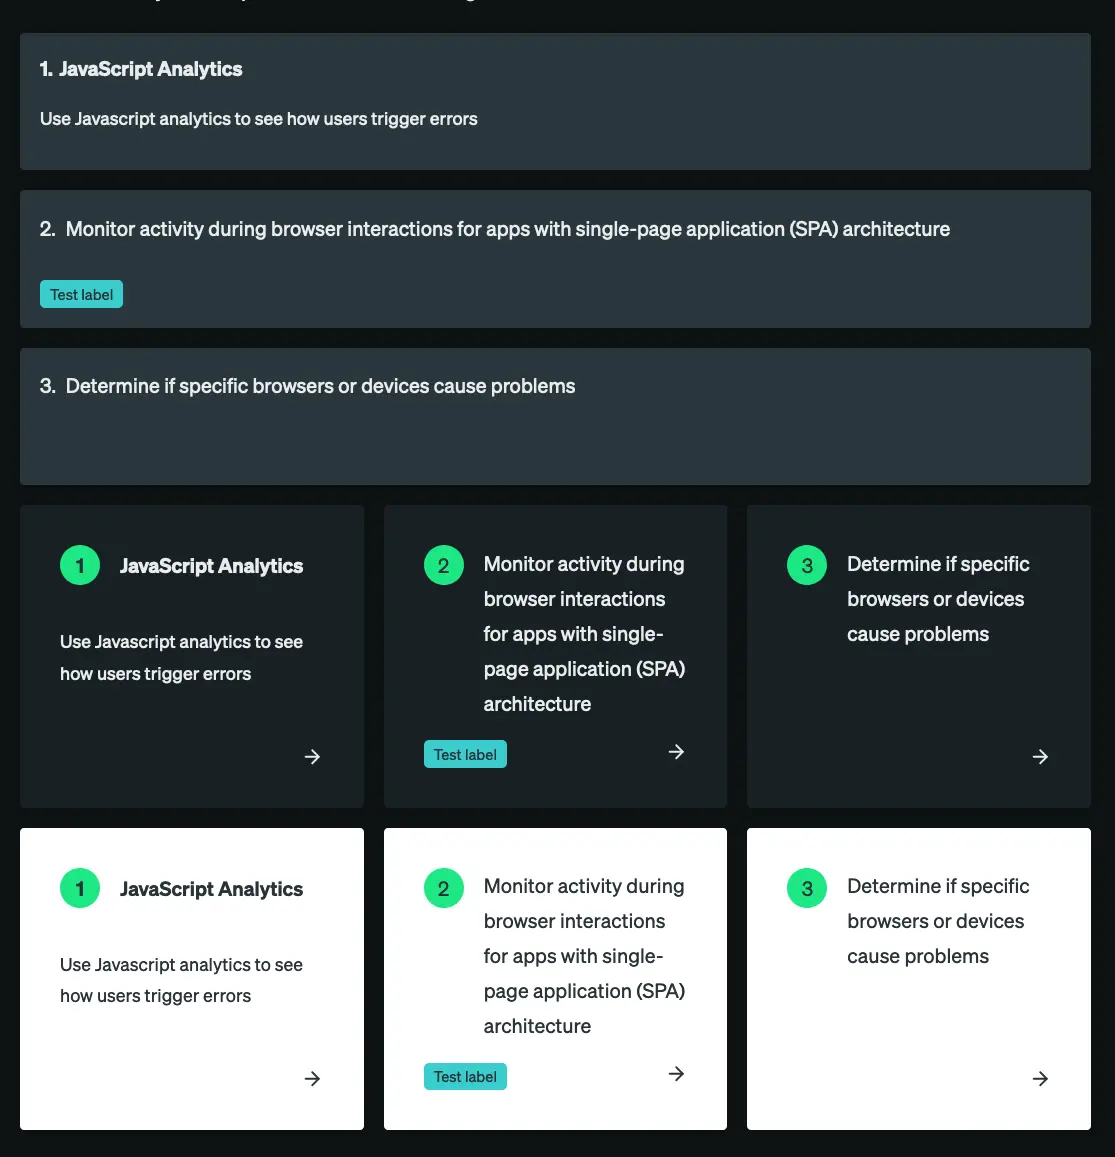 1. JavaScript Analytics
Use Javascript analytics to see how users trigger errors
2. Monitor activity during browser interactions for apps with single-page application (SPA) architecture
Test label
3. Determine if specific browsers or devices cause problems
1
JavaScript Analytics
Use Javascript analytics to see
how users trigger errors
2
Monitor activity during
browser interactions
for apps with single-
page application (SPA)
architecture
Test label
3
Determine if specific
browsers or devices
cause problems
1
JavaScript Analytics
Use Javascript analytics to see
how users trigger errors
2
Monitor activity during
browser interactions
for apps with single-
page application (SPA)
architecture
Test label
3
Determine if specific
browsers or devices
cause problems